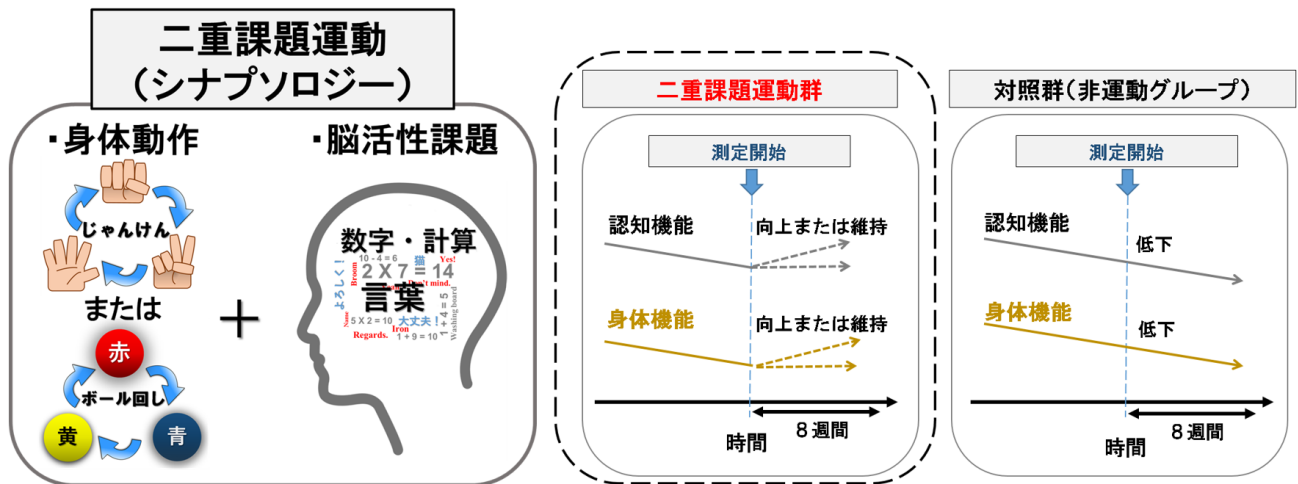 二重課題運動
(シナプソロジー)
・身体動作
じゃんけん
または
赤
ボール回し
黄
青
+
・脳活性課題
数字・計算
10 - 4 = 6
猫
Yes!
Broom
2 X 7 = 14
よろしく!
Don't mind.
言葉
Name
5 X 2 = 10
大丈夫!
Iron
Regards.
1 + 9 = 10
1 + 4 = 5
Washing board
二重課題運動群
測定開始
認知機能
向上または維持
身体機能
向上または維持
時間
8週間
対照群(非運動グループ)
測定開始
認知機能
低下
身体機能
低下
時間
8週間